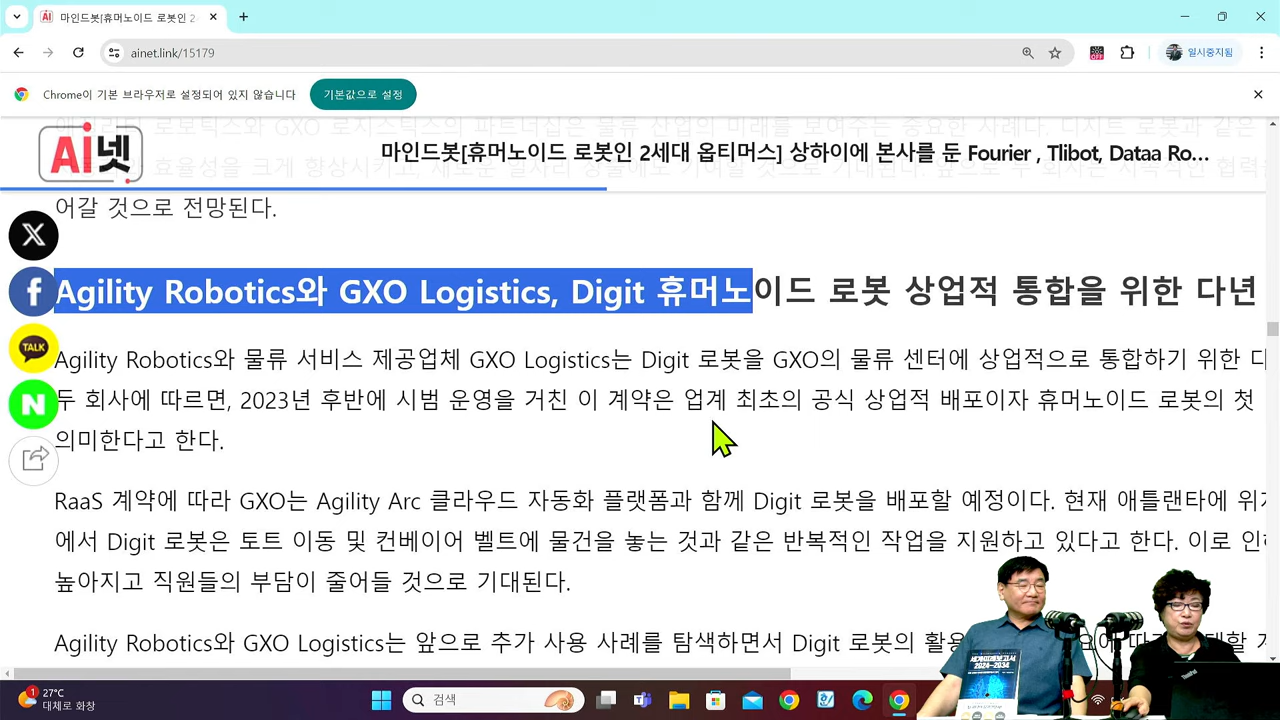 마인드봇[휴머노이드 로봇인 2
ainet.link/15179
일시중지됨
OFF
Chrome이 기본 브라우저로 설정되어 있지 않습니다
기본값으로 설정
Ai넷
마인드봇[휴머노이드 로봇인 2세대 옵티머스] 상하이에 본사를 둔 Fourier , Tlibot, Dataa Ro...
어갈 것으로 전망된다.
Agility Robotics와 GXO Logistics, Digit 휴머노이드 로봇 상업적 통합을 위한 다년
TALK
N
Agility Robotics와 물류 서비스 제공업체 GXO Logistics는 Digit 로봇을 GXO의 물류 센터에 상업적으로 통합하기 위한
두 회사에 따르면, 2023년 후반에 시범 운영을 거친 이 계약은 업계 최초의 공식 상업적 배포이자 휴머노이드 로봇의 첫
의미한다고 한다.
RaaS 계약에 따라 GXO는 Agility Arc 클라우드 자동화 플랫폼과 함께 Digit 로봇을 배포할 예정이다. 현재 애틀랜타에
에서 Digit 로봇은 토트 이동 및 컨베이어 벨트에 물건을 놓는 것과 같은 반복적인 작업을 지원하고 있다고 한다. 이로
높아지고 직원들의 부담이 줄어들 것으로 기대된다.
Agility Robotics와 GXO Logistics는 앞으로 추가 사용 사례를 탐색하면서 Digit 로봇의
세계미래보고서
2024-2034
1
27°C
대체로 화창
검색